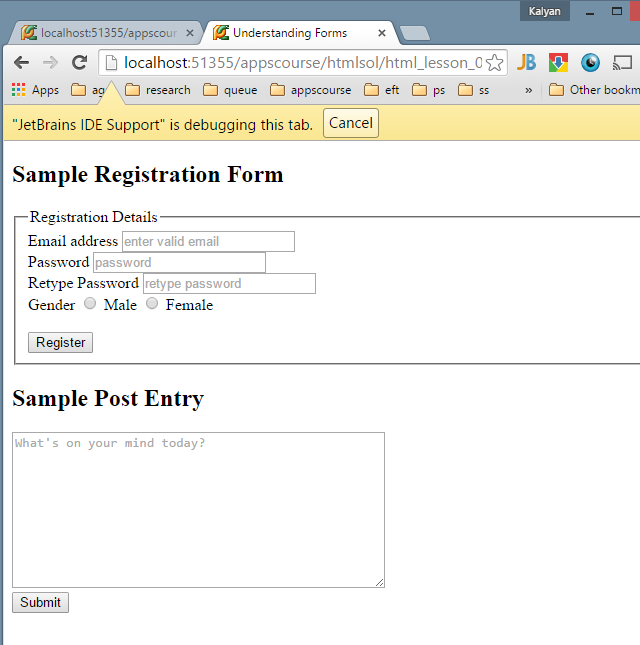 Kalyan
localhost:51355/appscour
Understanding Forms
localhost:51355/appscourse/htmlsol/html_lesson_0
JB
Apps ag research queue appscourse eft ps ss » Other bookm
"JetBrains IDE Support" is debugging this tab. Cancel
Sample Registration Form
Registration Details
Email address enter valid email
Password password
Retype Password retype password
Gender Male Female
Register
Sample Post Entry
What's on your mind today?
Submit